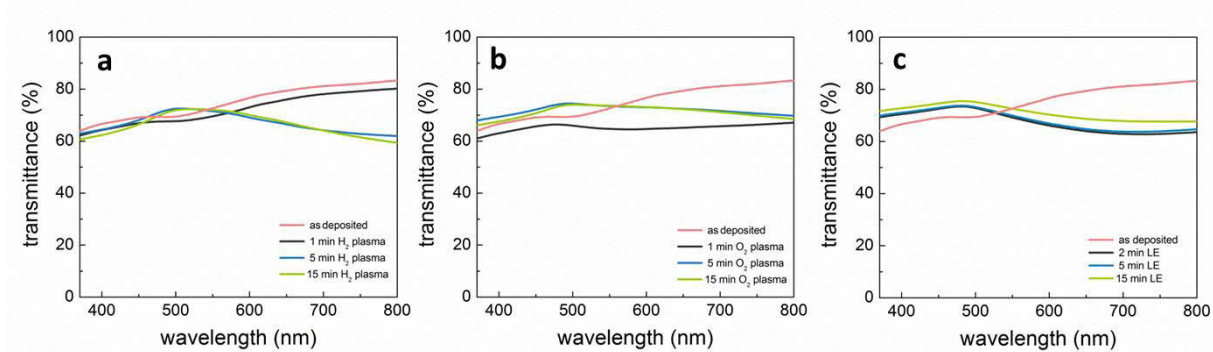 a
100
80
60
40
20
0
transmittance (%)
as deposited
1 min H₂ plasma
5 min H₂ plasma
15 min H₂ plasma
400 500 600 700 800
wavelength (nm)
b
100
80
60
40
20
0
transmittance (%)
as deposited
1 min O₂ plasma
5 min O₂ plasma
15 min O₂ plasma
400 500 600 700 800
wavelength (nm)
c
100
80
60
40
20
0
transmittance (%)
as deposited
2 min LE
5 min LE
15 min LE
400 500 600 700 800
wavelength (nm)